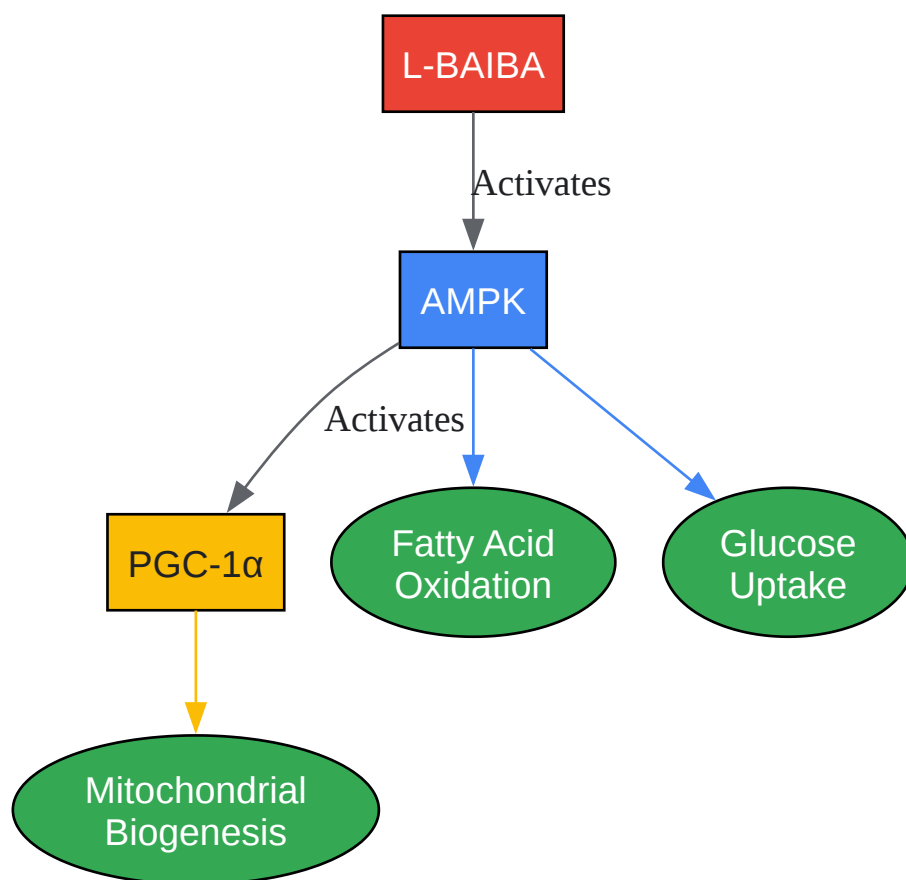 L-BAIBA
Activates
AMPK
Activates
PGC-1α
Fatty Acid
Oxidation
Glucose
Uptake
Mitochondrial
Biogenesis